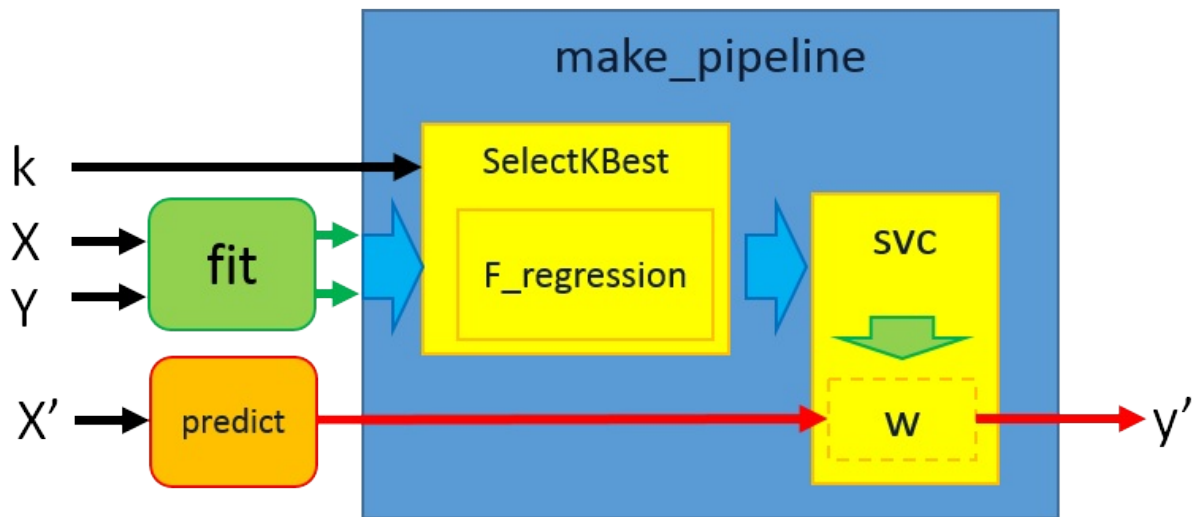 make_pipeline
k
SelectKBest
X
fit
Y
F_regression
svc
X’
predict
w
y’